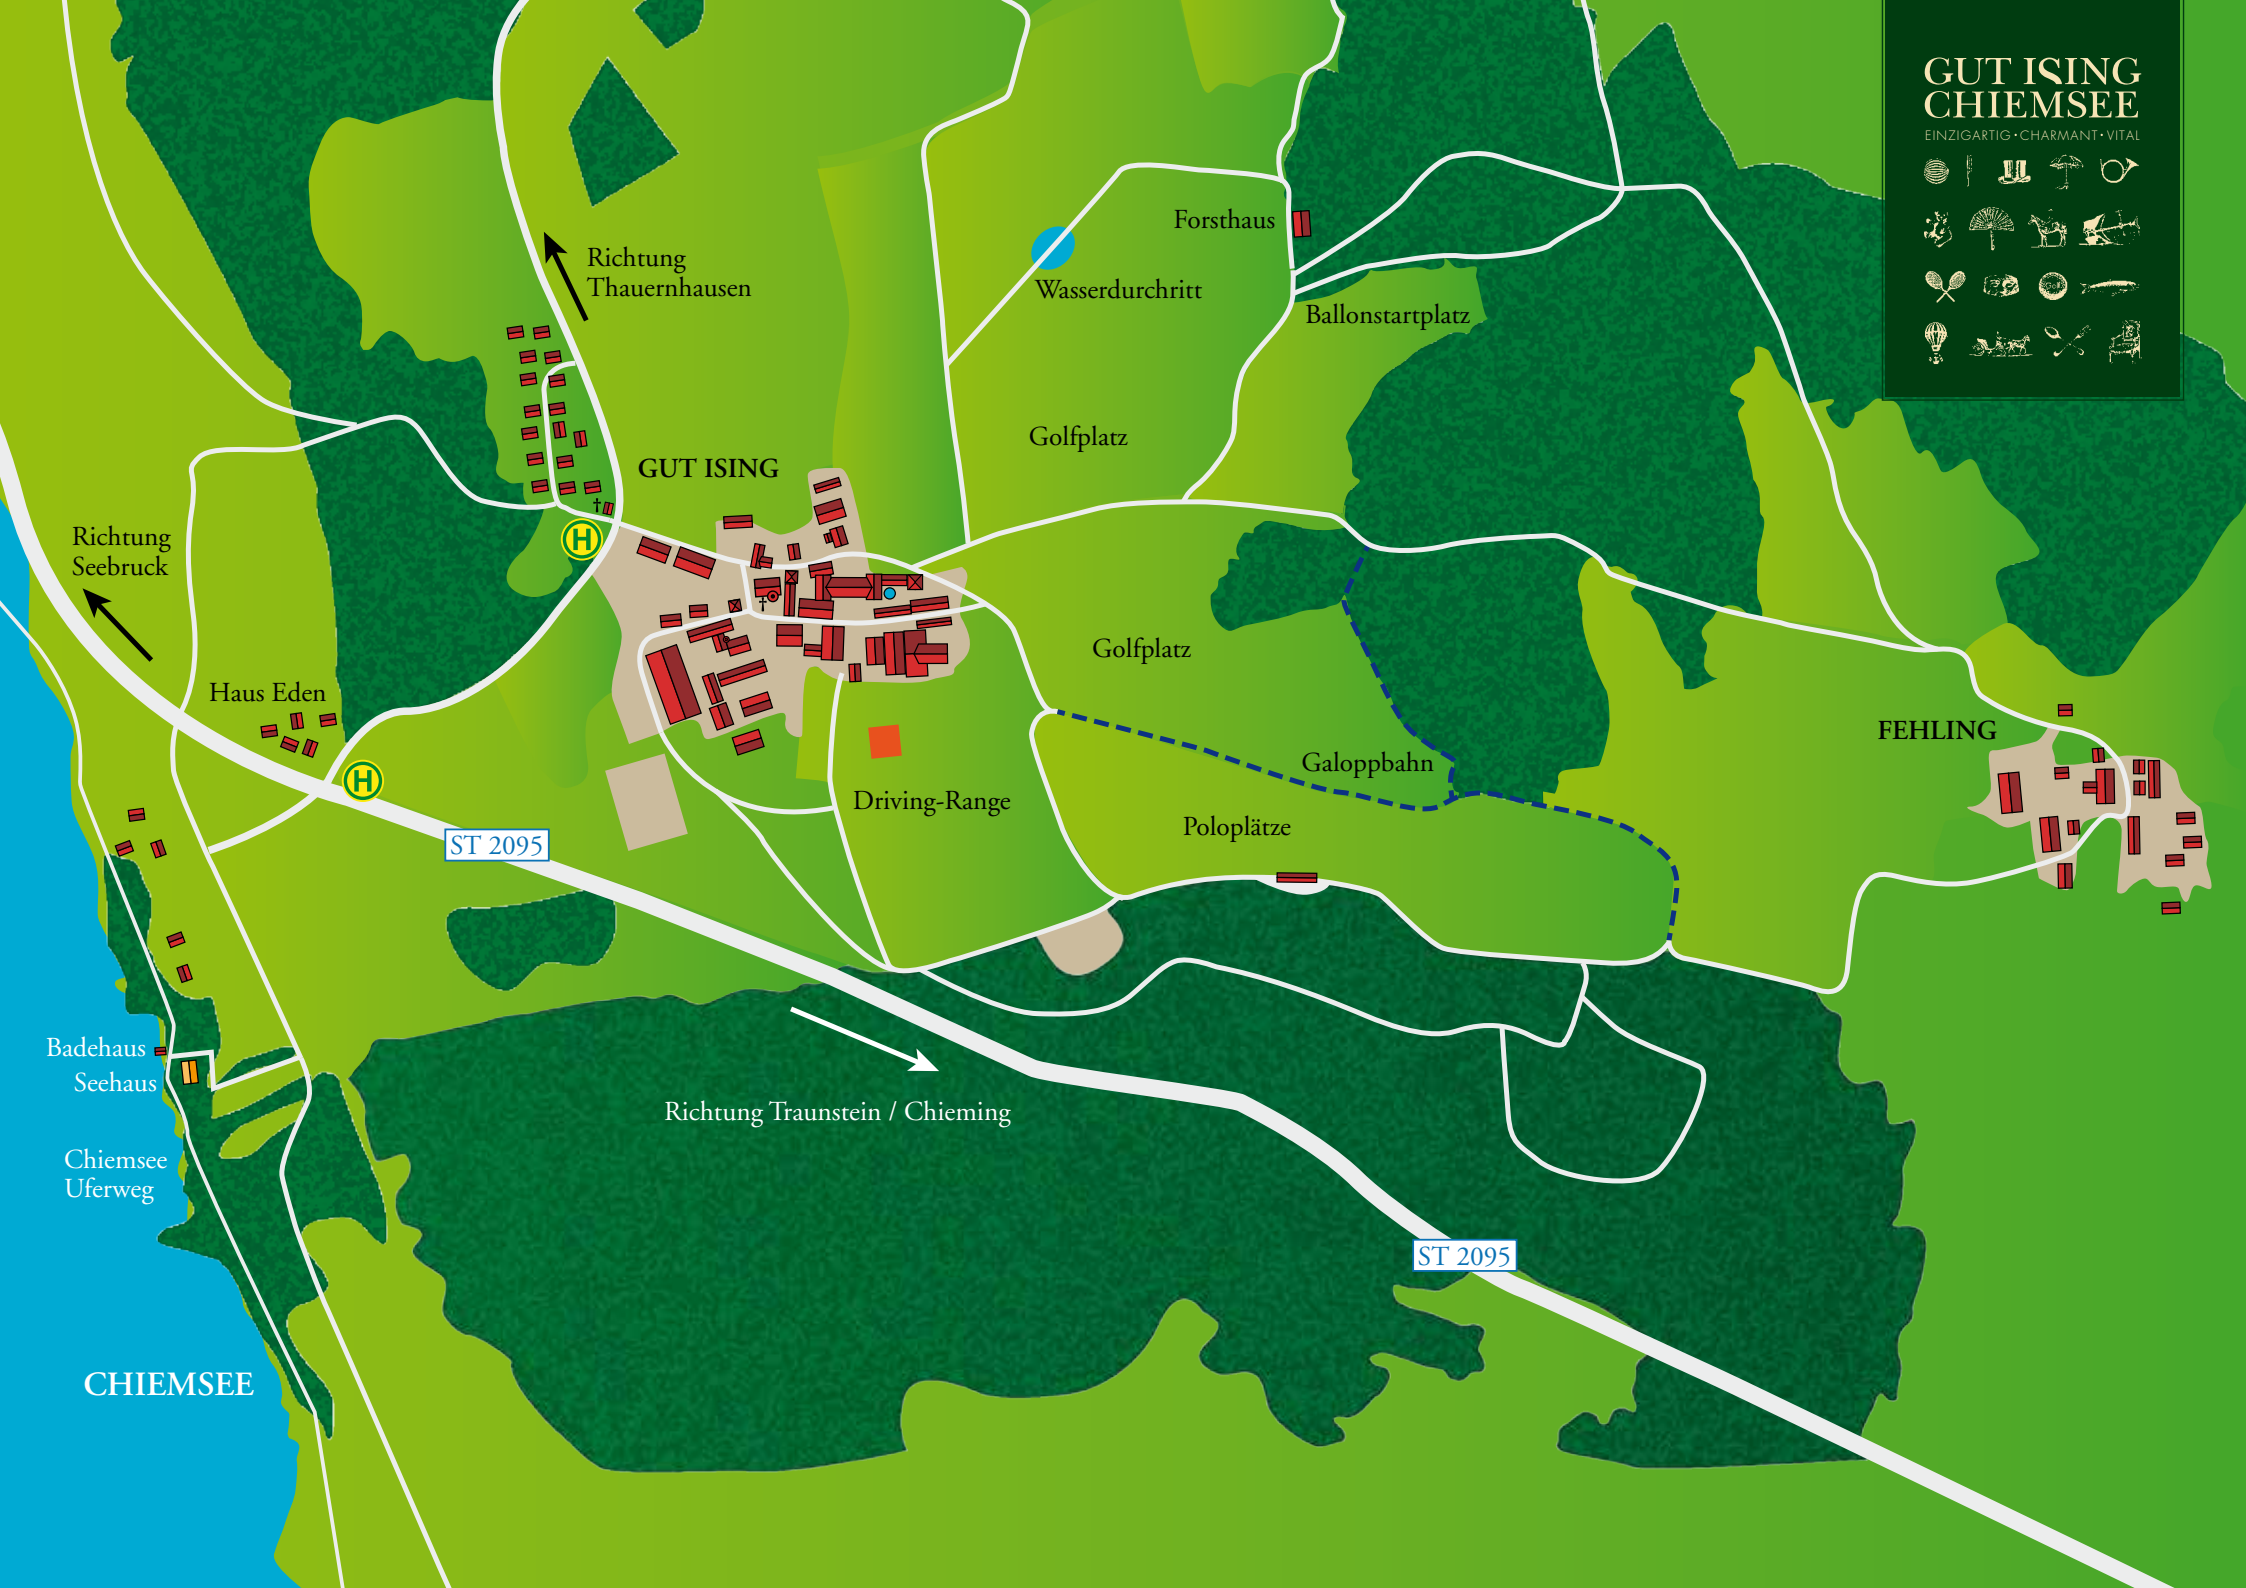 GUT ISING
CHIEMSEE
EINZIGARTIG • CHARMANT • VITAL
Golf
Forsthaus
Richtung
Thauernhausen
Wasserdurchritt
Ballonstartplatz
Golfplatz
GUT ISING
Richtung
Seebruck
H
Golfplatz
Haus Eden
FEHLING
Galoppbahn
H
Driving-Range
Poloplätze
ST 2095
Badehaus
Seehaus
Richtung Traunstein / Chieming
Chiemsee
Uferweg
ST 2095
CHIEMSEE